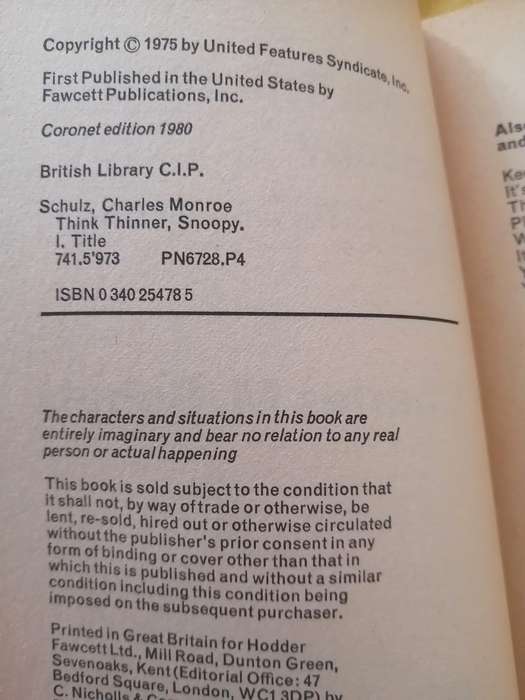 Copyright © 1975 by United Features Syndicate, Inc.
First Published in the United States by
Fawcett Publications, Inc.
Coronet edition 1980
British Library C.I.P.
Schulz, Charles Monroe
Think Thinner, Snoopy.
I. Title
741.5'973 PN6728.P4
ISBN 0 340 25478 5
The characters and situations in this book are
entirely imaginary and bear no relation to any real
person or actual happening
This book is sold subject to the condition that
it shall not, by way of trade or otherwise, be
lent, re-sold, hired out or otherwise circulated
without the publisher's prior consent in any
form of binding or cover other than that in
which this is published and without a similar
condition including this condition being
imposed on the subsequent purchaser.
Printed in Great Britain for Hodder
Fawcett Ltd., Mill Road, Dunton Green,
Sevenoaks, Kent (Editorial Office: 47
Bedford Square, London, WC1 3DP) by
C. Nicholls &
and